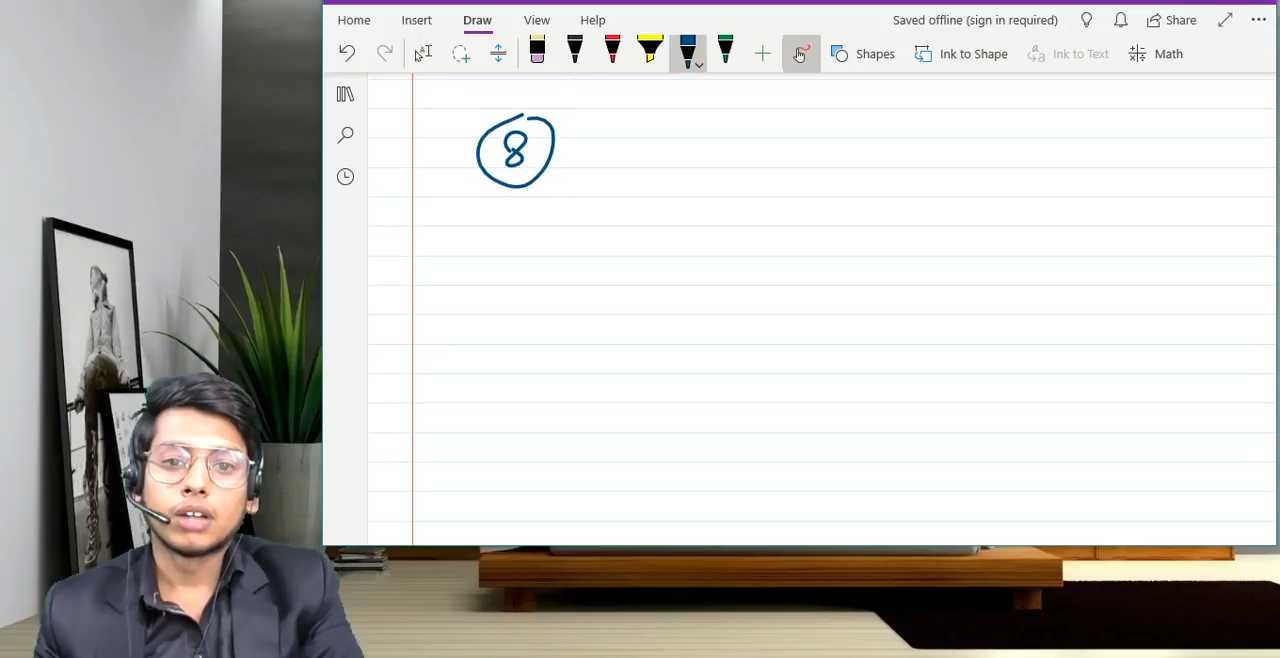 Home Insert Draw View Help Saved offline (sign in required) Share
Shapes Ink to Shape Ink to Text Math
8